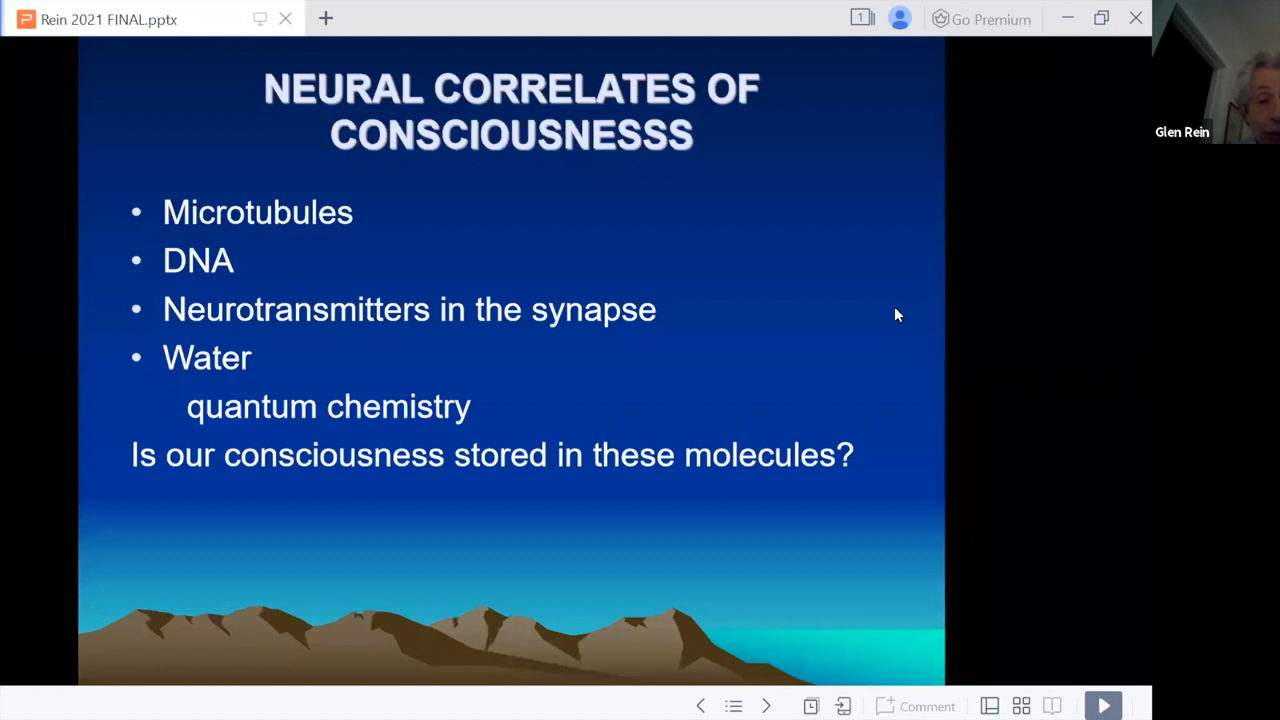 Rein 2021 FINAL.pptx
1
Go Premium
NEURAL CORRELATES OF
CONSCIOUSNESSS
• Microtubules
• DNA
• Neurotransmitters in the synapse
• Water
quantum chemistry
Is our consciousness stored in these molecules?
Glen Rein
Comment